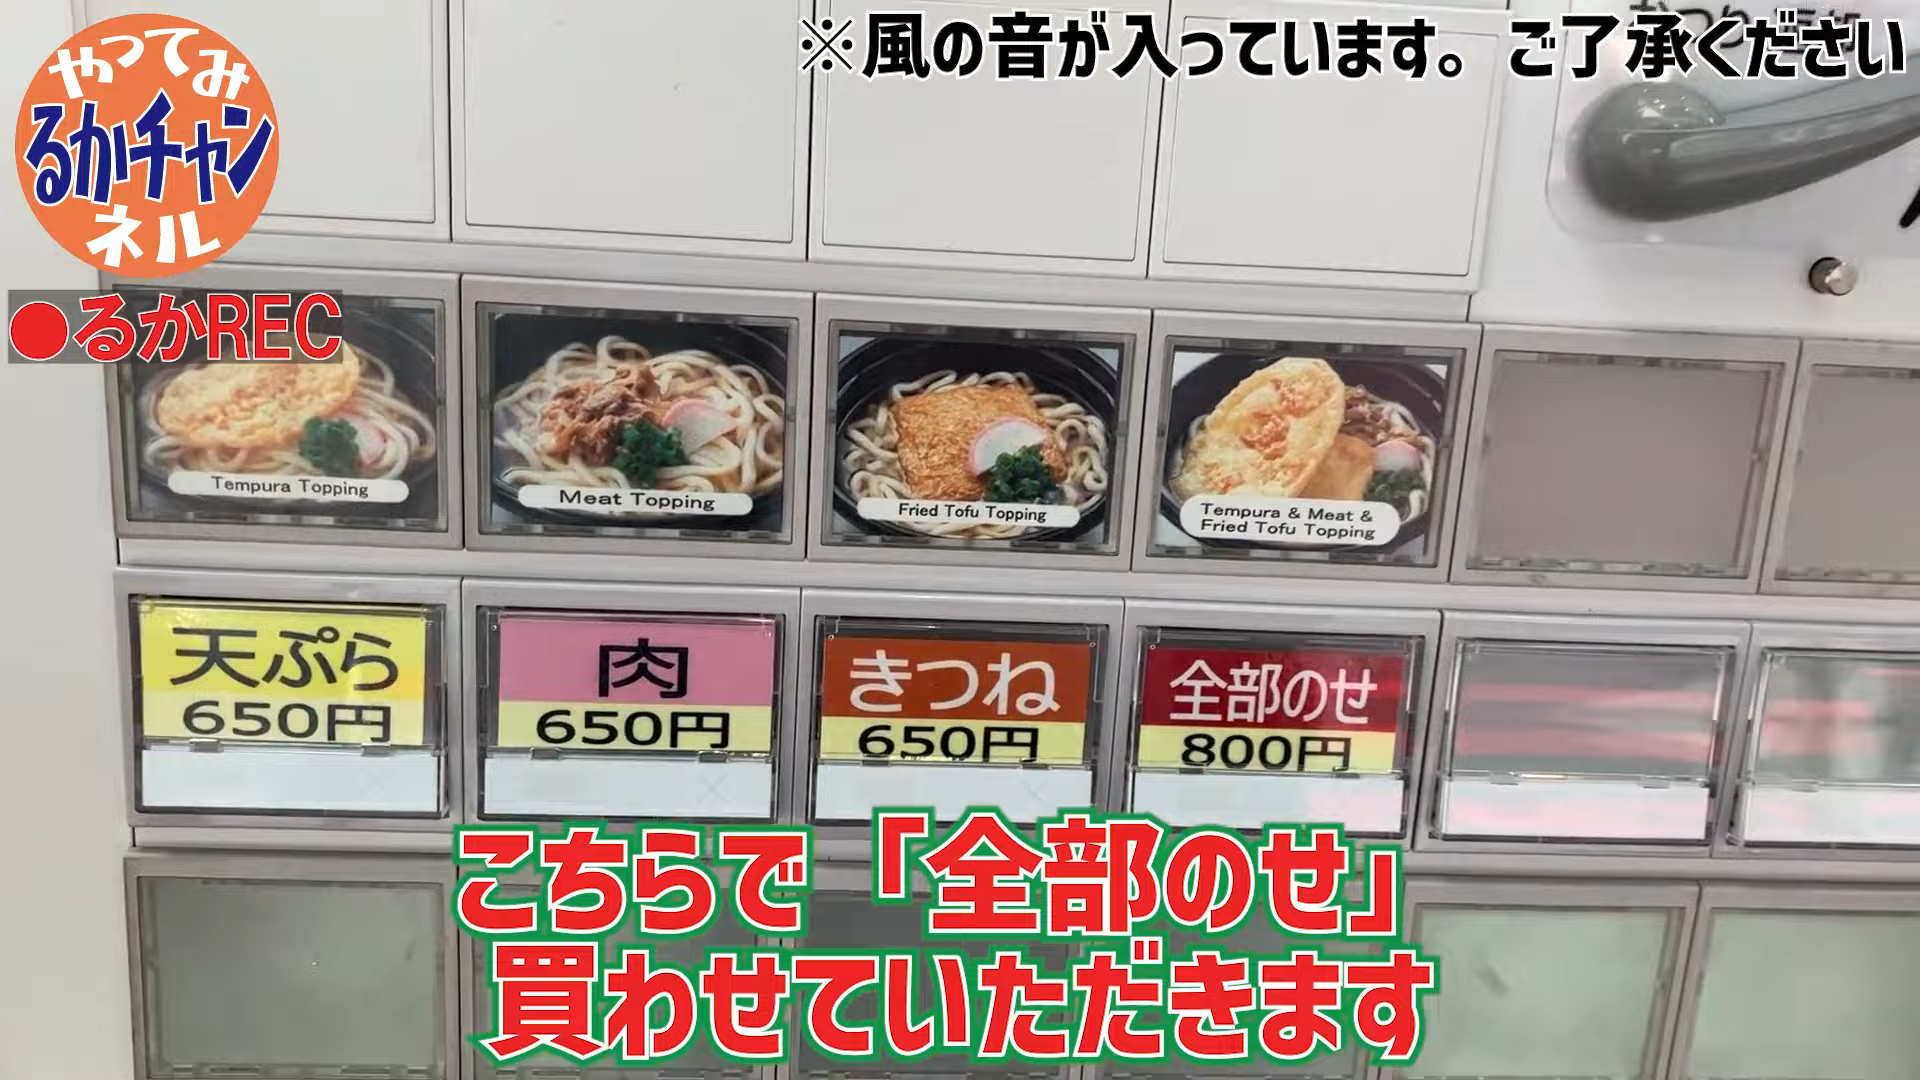 ※風の音が入っています。ご了承ください
やってみ
るかチャン
ネル
●るかREC
Tempura Topping
Meat Topping
Fried Tofu Topping
Tempura & Meat &
Fried Tofu Topping
天ぷら
650円
肉
650円
きつね
650円
全部のせ
800円
こちらで「全部のせ」
買わせていただきます